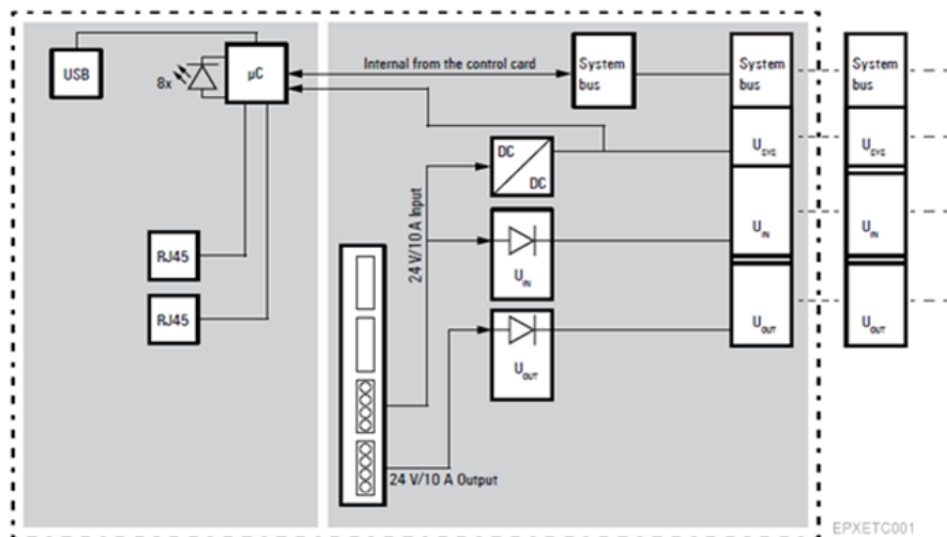 USB
8x
µC
Internal from the control card
System
bus
System
bus
System
bus
DC
DC
U SYS
U SYS
24 V/10 A Input
RJ45
RJ45
U IN
U IN
U IN
U OUT
U OUT
U OUT
24 V/10 A Output
EPXETC001